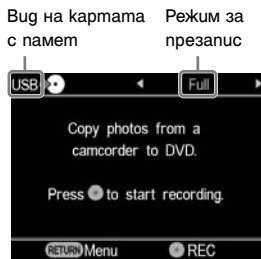 Вид на картата
с памет
Режим за
презапис
USB
Full
Copy photos from a
camcorder to DVD.
Press to start recording.
RETURN Menu
REC